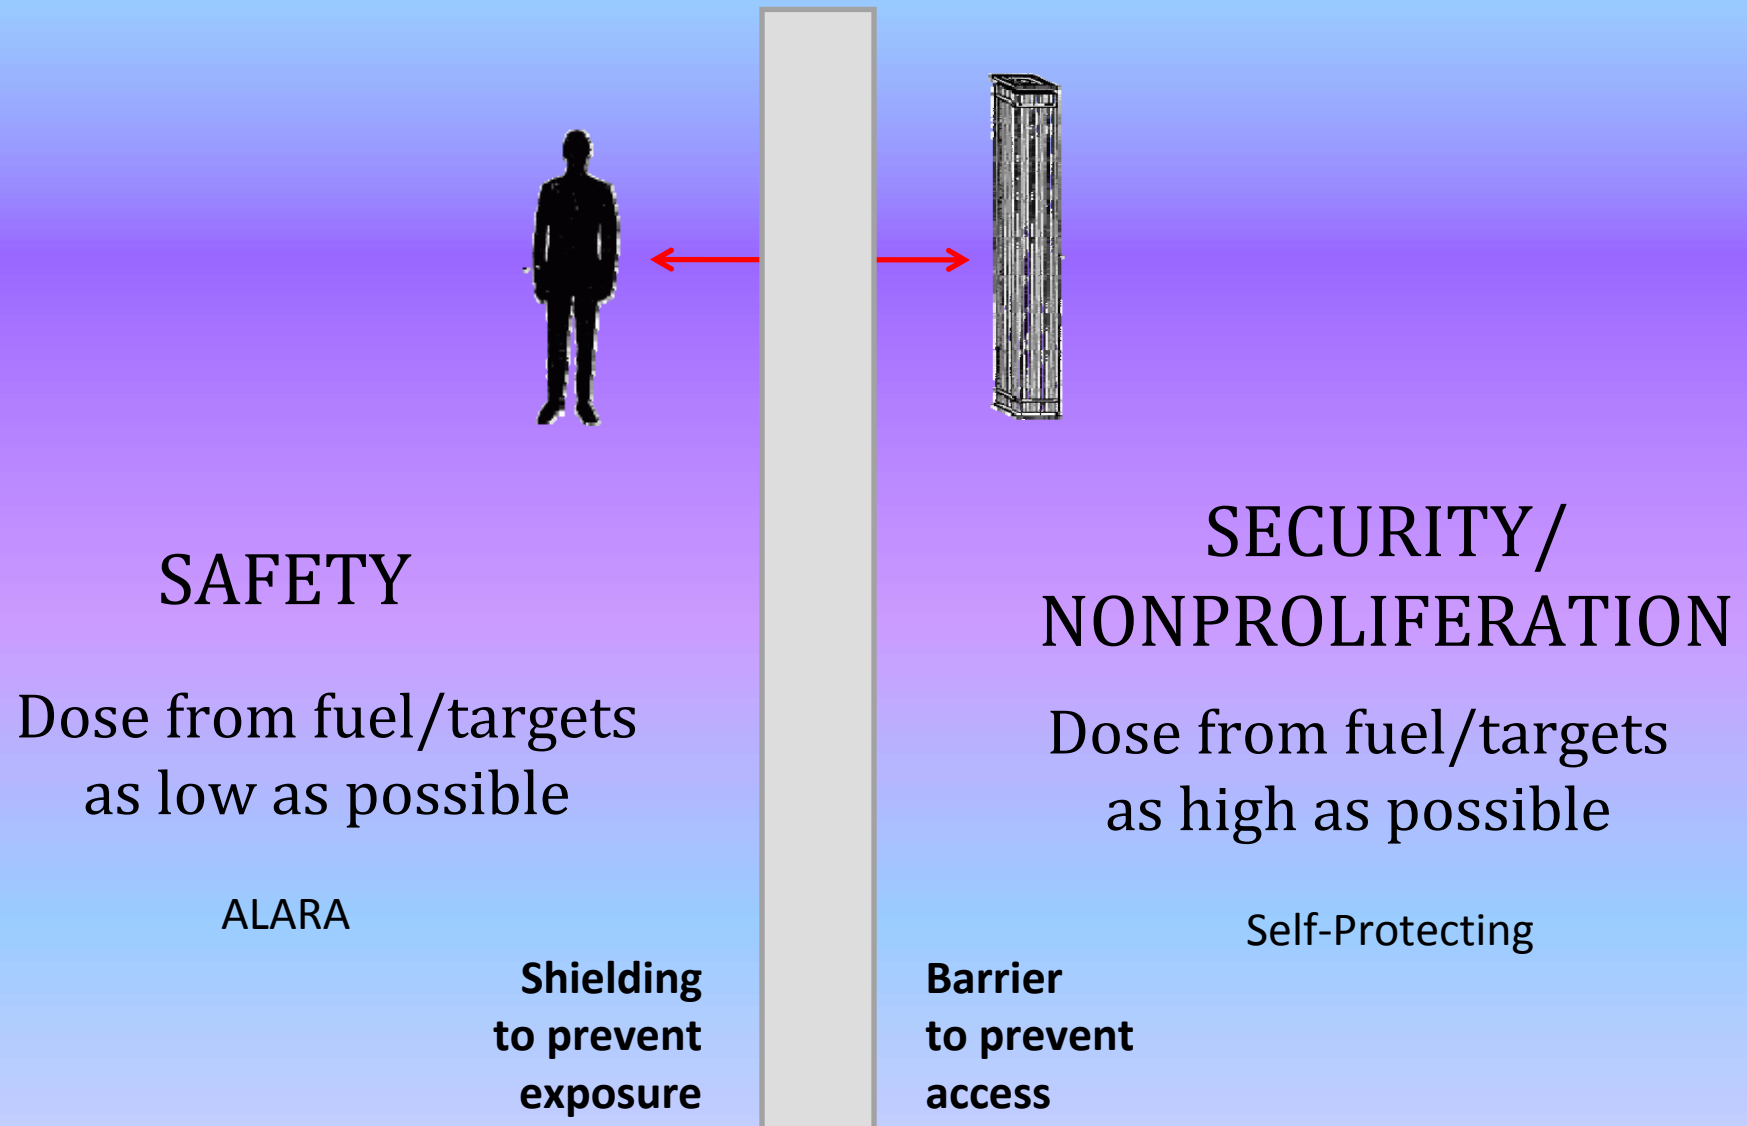 SAFETY
Dose from fuel/targets
as low as possible
ALARA
Shielding
to prevent
exposure
SECURITY/
NONPROLIFERATION
Dose from fuel/targets
as high as possible
Self-Protecting
Barrier
to prevent
access